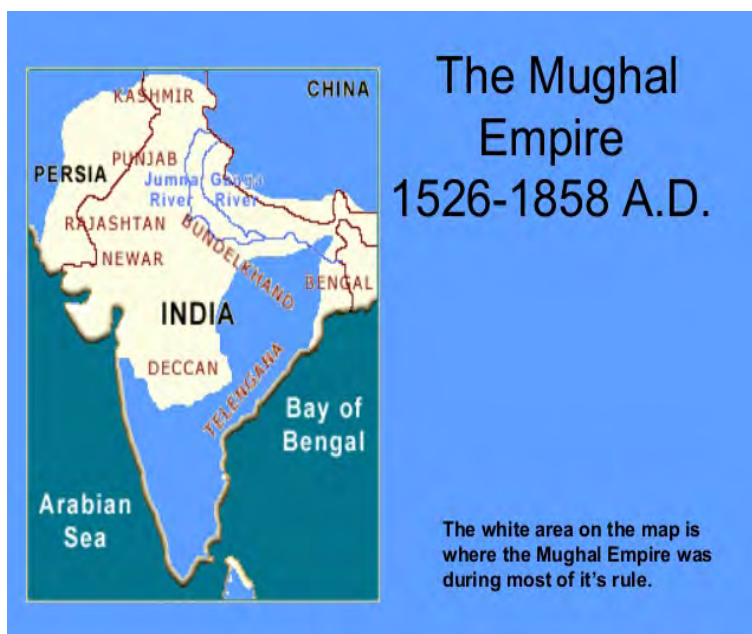 The Mughal
Empire
1526-1858 A.D.
KASHMIR
CHINA
PUNJAB
PERSIA
Jumna Ganga
River River
RAJASHTAN
BUNDELKHAND
NEWAR
BENGAL
INDIA
DECCAN
TELENGANA
Bay of
Bengal
Arabian
Sea
The white area on the map is
where the Mughal Empire was
during most of it's rule.